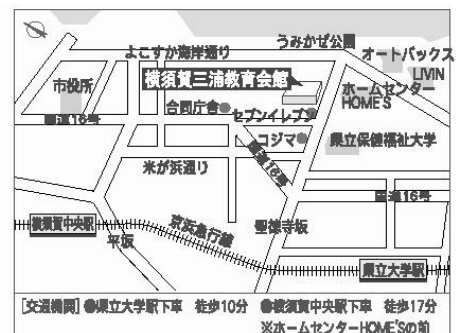 うみかぜ公園
よこすか海岸通り
オートバックス
LIVIN
市役所
横須賀三浦教育会館
ホームセンター
HOME'S
合同庁舎
セブンイレブン
国道16号
コジマ
県立保健福祉大学
米が浜通り
国道16号
国道16号
横須賀中央駅
平坂
京浜急行線
聖徳寺坂
県立大学駅
[交通機関]●県立大学駅下車 徒歩10分 ●横須賀中央駅下車 徒歩17分
※ホームセンターHOME'Sの前